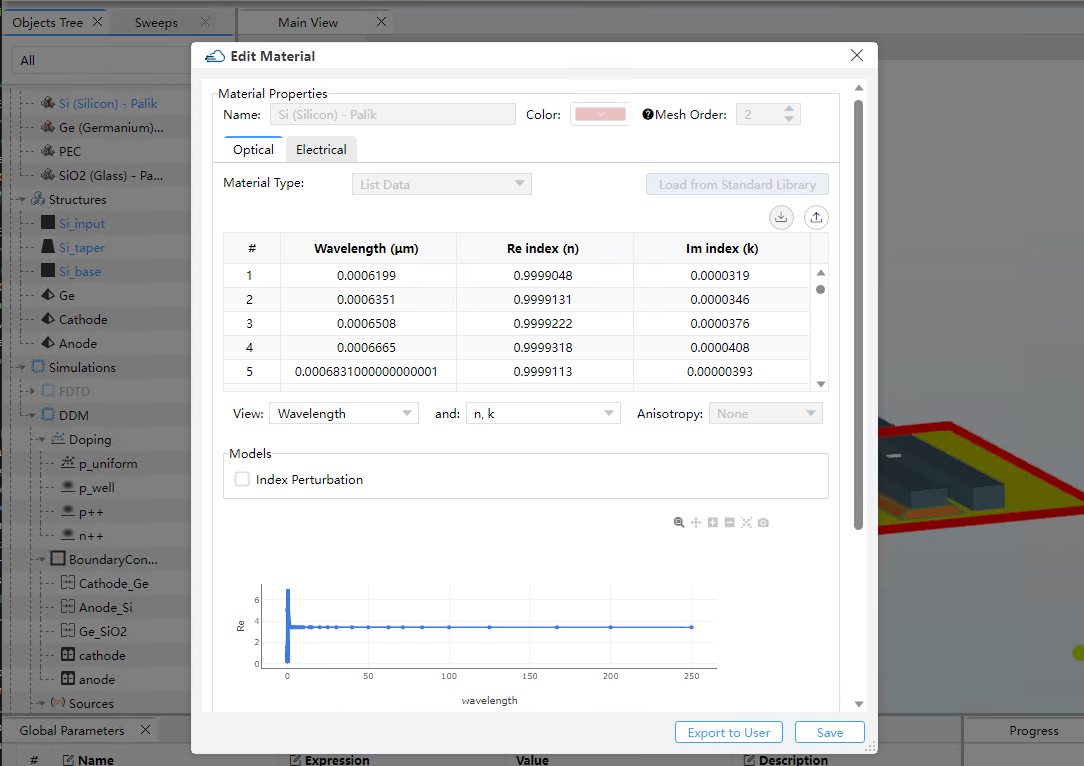 Objects Tree
Sweeps
Main View
All
Si (Silicon) - Palik
Ge (Germanium)...
PEC
SiO2 (Glass) - Pa...
Structures
Si_input
Si_taper
Si_base
Ge
Cathode
Anode
Simulations
FDTD
DDM
Doping
p_uniform
p_well
p++
n++
BoundaryCon...
Cathode_Ge
Anode_Si
Ge_SiO2
cathode
anode
Sources
Edit Material
Material Properties
Name: Si (Silicon) - Palik Color: Mesh Order: 2
Optical Electrical
Material Type: List Data Load from Standard Library
# Wavelength (μm) Re index (n) Im index (k)
1 0.0006199 0.9999048 0.0000319
2 0.0006351 0.9999131 0.0000346
3 0.0006508 0.9999222 0.0000376
4 0.0006665 0.9999318 0.0000408
5 0.00068310000000000001 0.9999113 0.00000393
View: Wavelength and: n, k Anisotropy: None
Models
Index Perturbation
6
4
2
0
Re
0 50 100 150 200 250
wavelength
Export to User Save
Global Parameters
Progress
# Name Expression Value Description